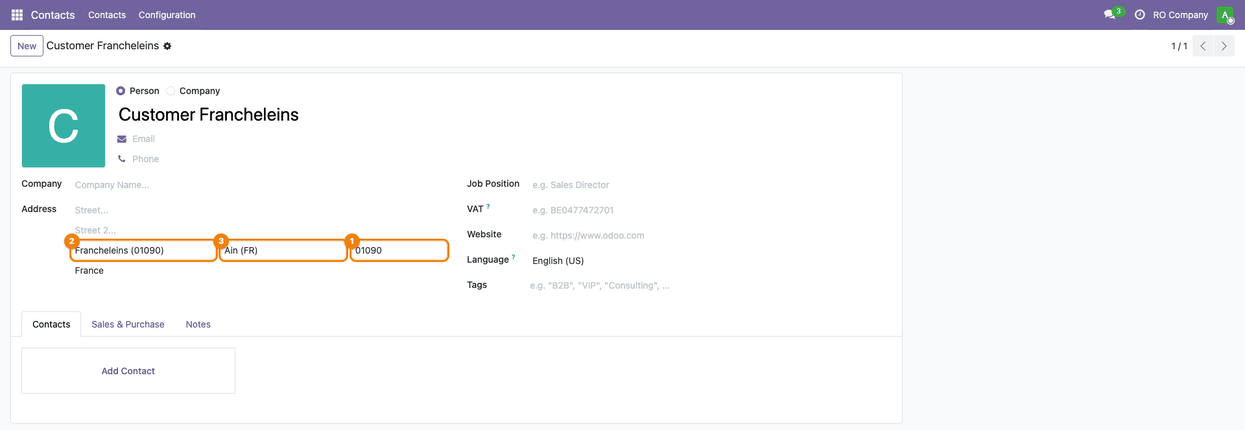 Contacts Contacts Configuration 3 RO Company A
New Customer Francheleins 1 / 1
C
Person Company
Customer Francheleins
Email
Phone
Company Company Name... Job Position e.g. Sales Director
Address Street... VAT ? e.g. BE0477472701
Street 2... Website e.g. https://www.odoo.com
2 3 1
Francheleins (01090) Ain (FR) 01090
Language ? English (US)
France
Tags e.g. "B2B", "VIP", "Consulting", ...
Contacts Sales & Purchase Notes
Add Contact